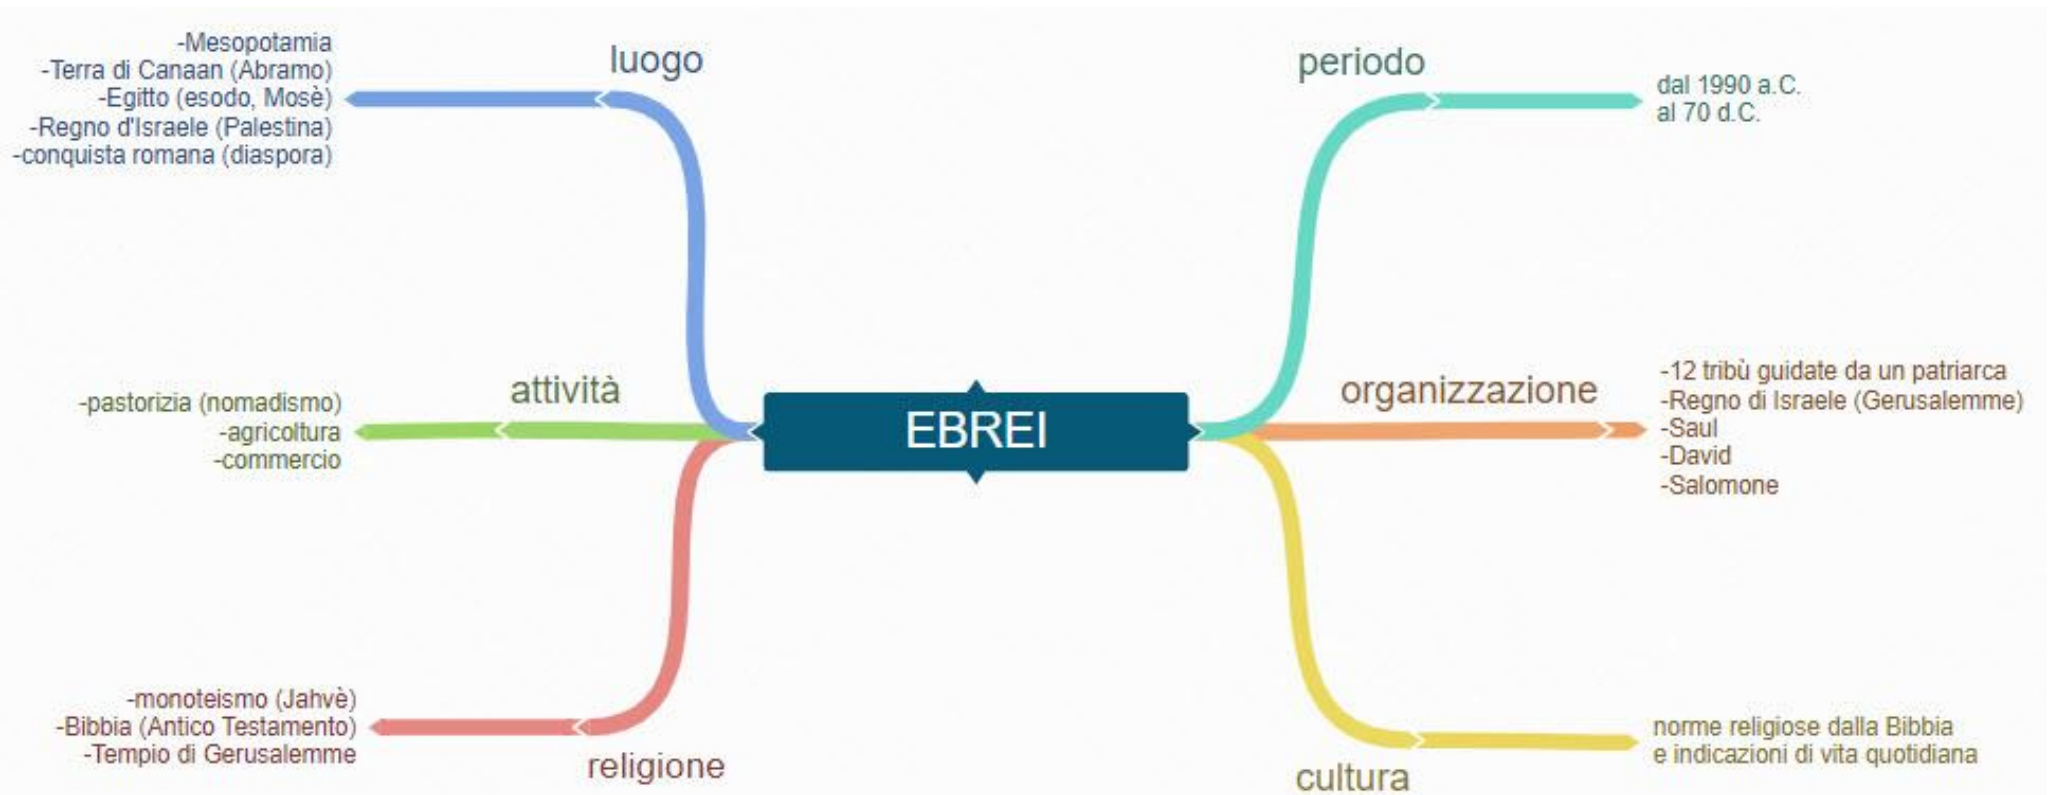 luogo
-Mesopotamia
-Terra di Canaan (Abramo)
-Egitto (esodo, Mosè)
-Regno d'Israele (Palestina)
-conquista romana (diaspora)
periodo
dal 1990 a.C.
al 70 d.C.
attività
-pastorizia (nomadismo)
-agricoltura
-commercio
EBREI
organizzazione
-12 tribù guidate da un patriarca
-Regno di Israele (Gerusalemme)
-Saul
-David
-Salomone
religione
-monoteismo (Jahvè)
-Bibbia (Antico Testamento)
-Tempio di Gerusalemme
cultura
norme religiose dalla Bibbia
e indicazioni di vita quotidiana